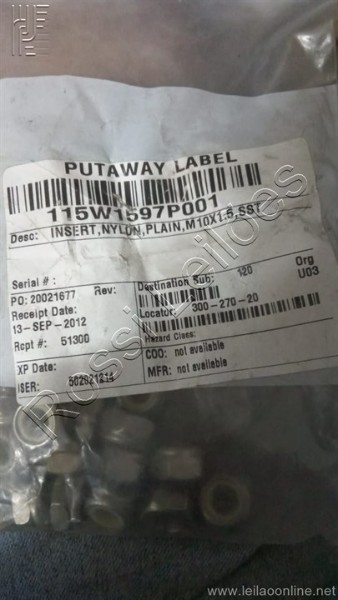 PUTAWAY LABEL
115W1597P001
Desc: INSERT,NYLON,PLAIN,M10X1.5,SST
Serial # :
PO: 20021677 Rev:
Receipt Date:
13-SEP-2012
Rcpt #: 51300
XP Date:
USER: 502021214
Destination Sub: 120
Org
U03
Locator: 300-270-20
Hazard Class:
COO: not available
MFR: not available
Rossi Leilões
www.leilaoonline.net